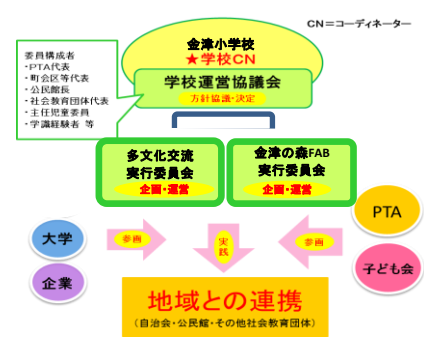 CN＝コーディネーター
金津小学校
★学校CN
学校運営協議会
方針協議・決定
委員構成者
・PTA代表
・町会区等代表
・公民館長
・社会教育団体代表
・主任児童委員
・学識経験者 等
多文化交流
実行委員会
企画・運営
金津の森FAB
実行委員会
企画・運営
大学
企業
参画
実践
参画
PTA
子ども会
地域との連携
（自治会・公民館・その他社会教育団体）